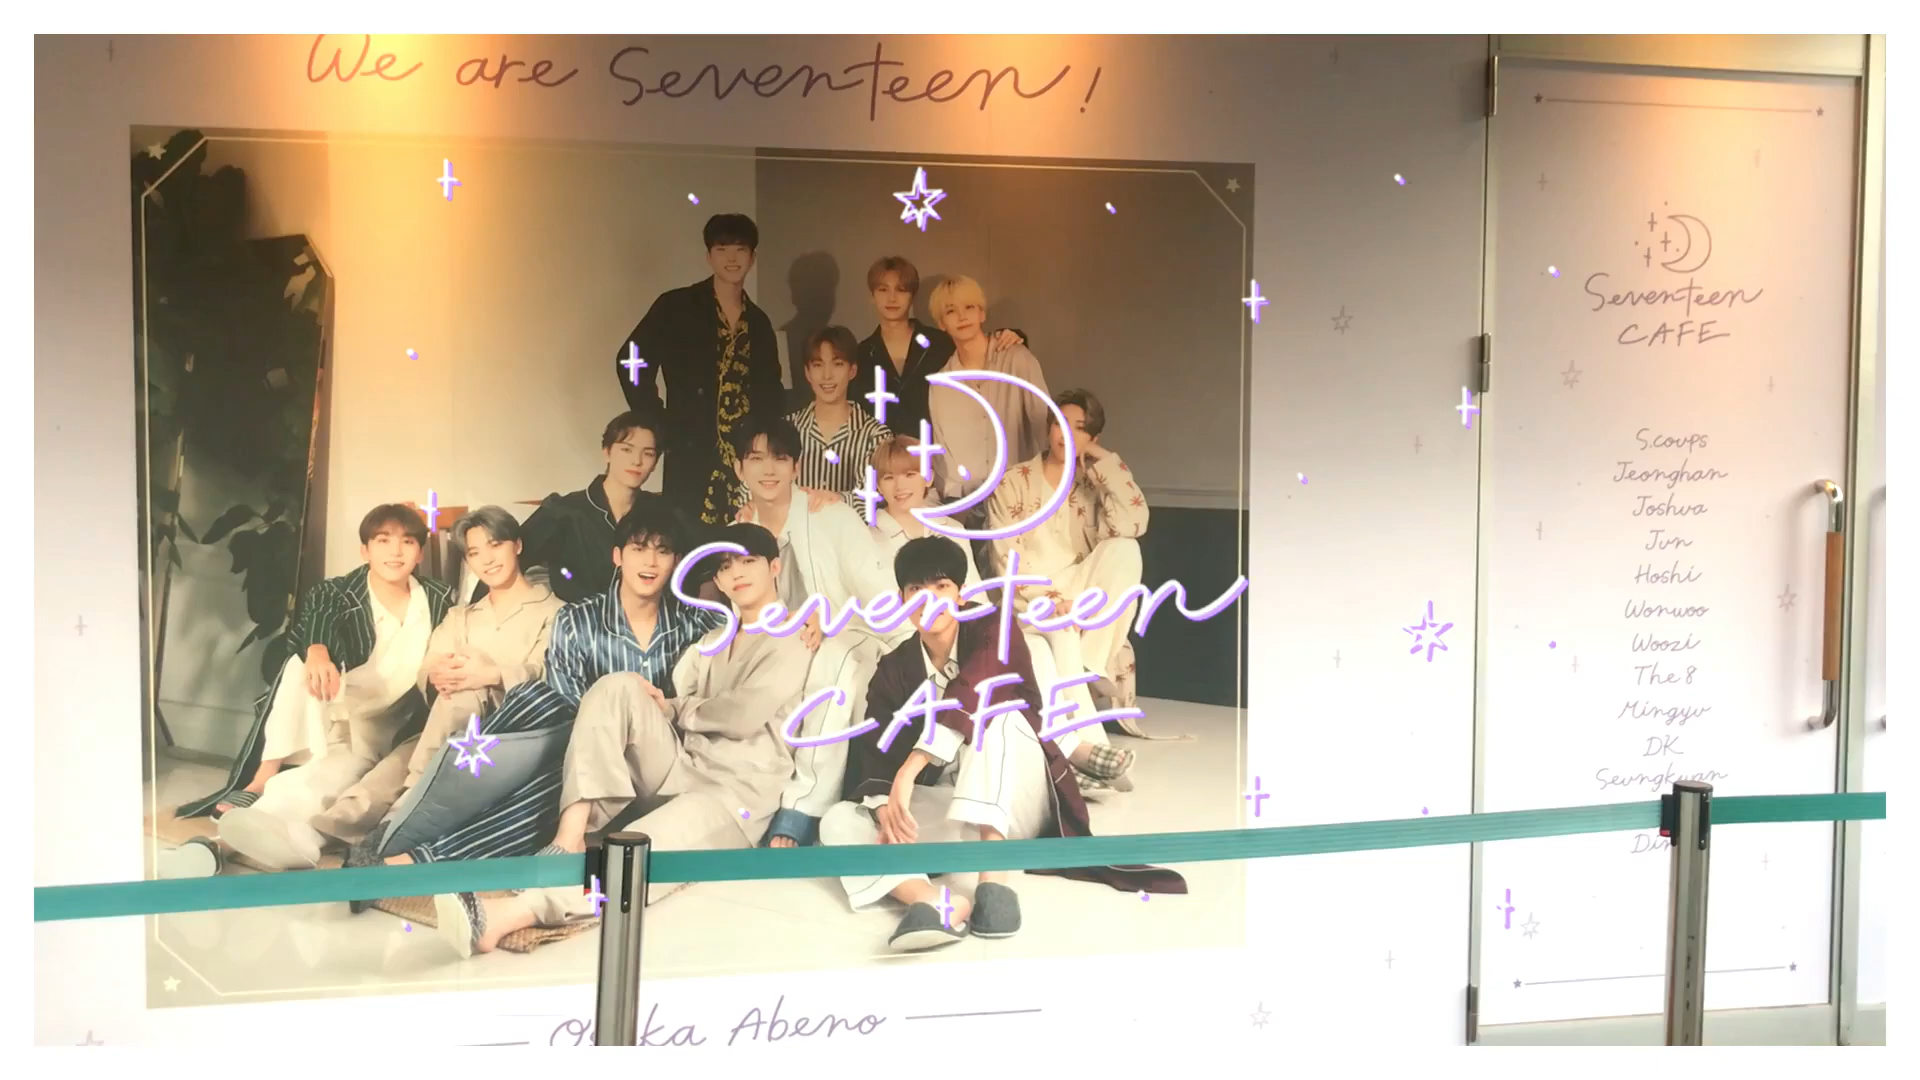 We are Seventeen!
Seventeen
CAFE
Seventeen
CAFE
S.coups
Jeonghan
Joshua
Jun
Hoshi
Wonwoo
Woozi
The 8
Mingyu
DK
Seungkwan
Abeno